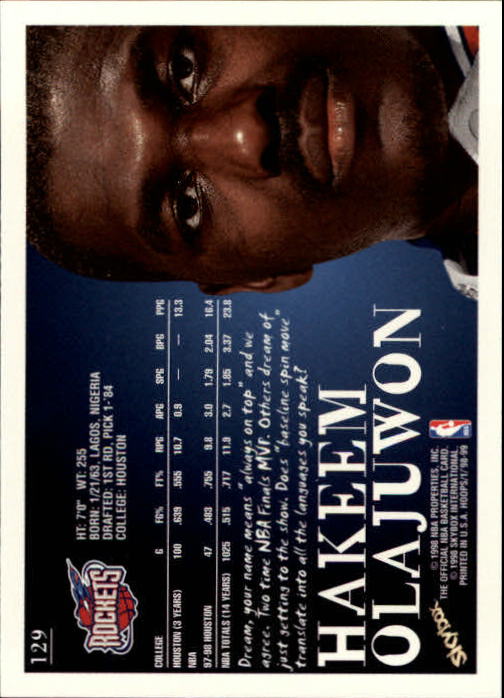 129
ROCKETS
HT: 7'0" WT: 255
BORN: 1/21/63, LAGOS, NIGERIA
DRAFTED: 1ST RD, PICK 1-'84
COLLEGE: HOUSTON
COLLEGE G FG% FT% RPG APG SPG BPG PPG
HOUSTON (3 YEARS) 100 .639 .555 10.7 0.9 — — 13.3
NBA
97-98 HOUSTON 47 .483 .755 9.8 3.0 1.79 2.04 16.4
NBA TOTALS (14 YEARS) 1025 .515 .717 11.9 2.7 1.85 3.37 23.8
Dream, your name means "always on top" and we
agree. Two time NBA Finals MVP. Others dream of
just getting to the show. Does "baseline spin move"
translate into all the languages you speak?
HAKEEM
OLAJUWON
SkyBox
© 1998 NBA PROPERTIES, INC.
THE OFFICIAL NBA BASKETBALL CARD.
© 1998 SKYBOX INTERNATIONAL.
PRINTED IN U.S.A. HOOPS/1/98-99